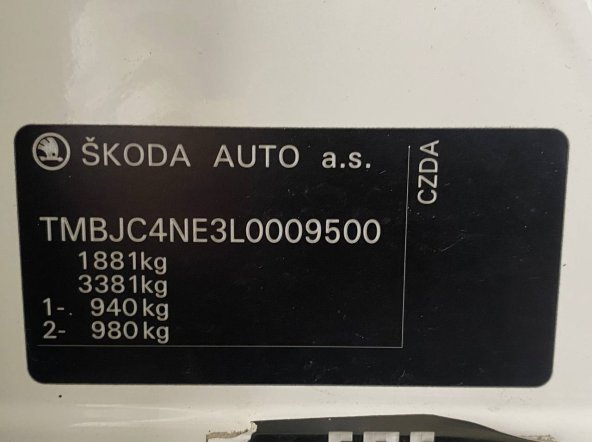 ŠKODA AUTO a.s.
TMBJC4NE3L0009500
1881kg
3381kg
1-. 940kg
2- 980kg
CZDA